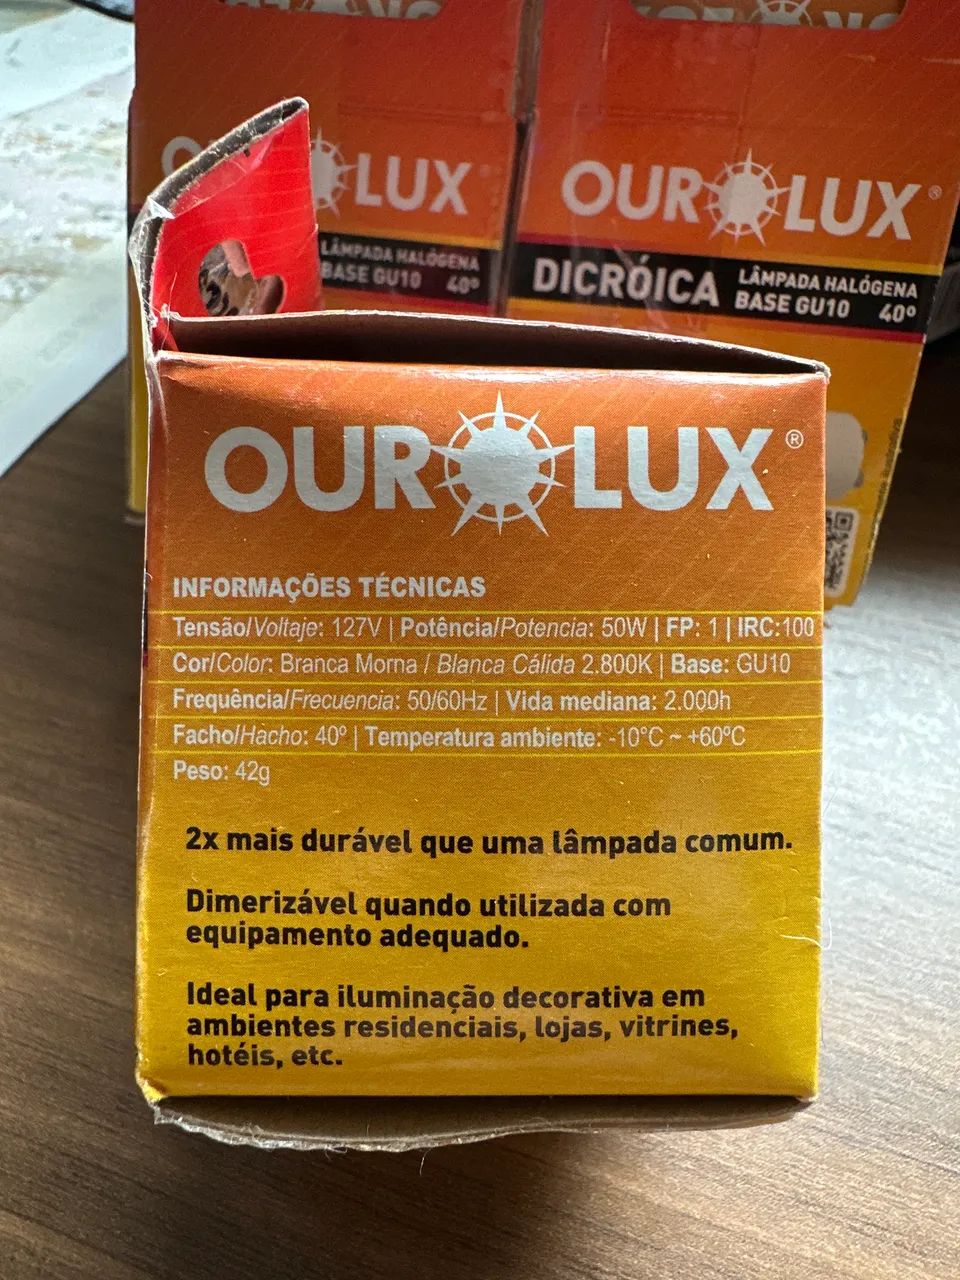 OUROLUX
LÂMPADA HALÓGENA
BASE GU10 40º
OUROLUX®
DICRÓICA LÂMPADA HALÓGENA
BASE GU10 40º
OUROLUX®
INFORMAÇÕES TÉCNICAS
Tensão/Voltaje: 127V | Potência/Potencia: 50W | FP: 1 | IRC:100
Cor/Color: Branca Morna / Blanca Cálida 2.800K | Base: GU10
Frequência/Frecuencia: 50/60Hz | Vida mediana: 2.000h
Facho/Hacho: 40º | Temperatura ambiente: -10ºC ~ +60ºC
Peso: 42g
2x mais durável que uma lâmpada comum.
Dimerizável quando utilizada com
equipamento adequado.
Ideal para iluminação decorativa em
ambientes residenciais, lojas, vitrines,
hotéis, etc.